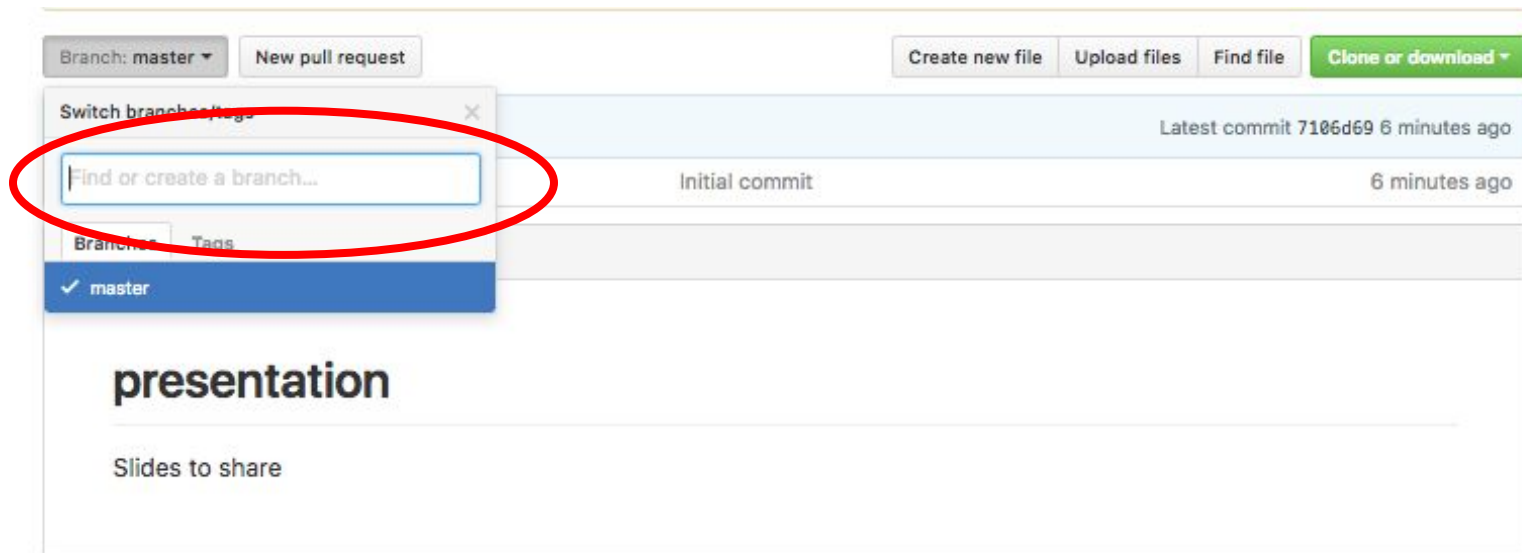 Branch: master New pull request Create new file Upload files Find file Clone or download
Switch branches/tags ×
Latest commit 7106d69 6 minutes ago
Find or create a branch...
Initial commit 6 minutes ago
Branches Tags
✓ master
presentation
Slides to share